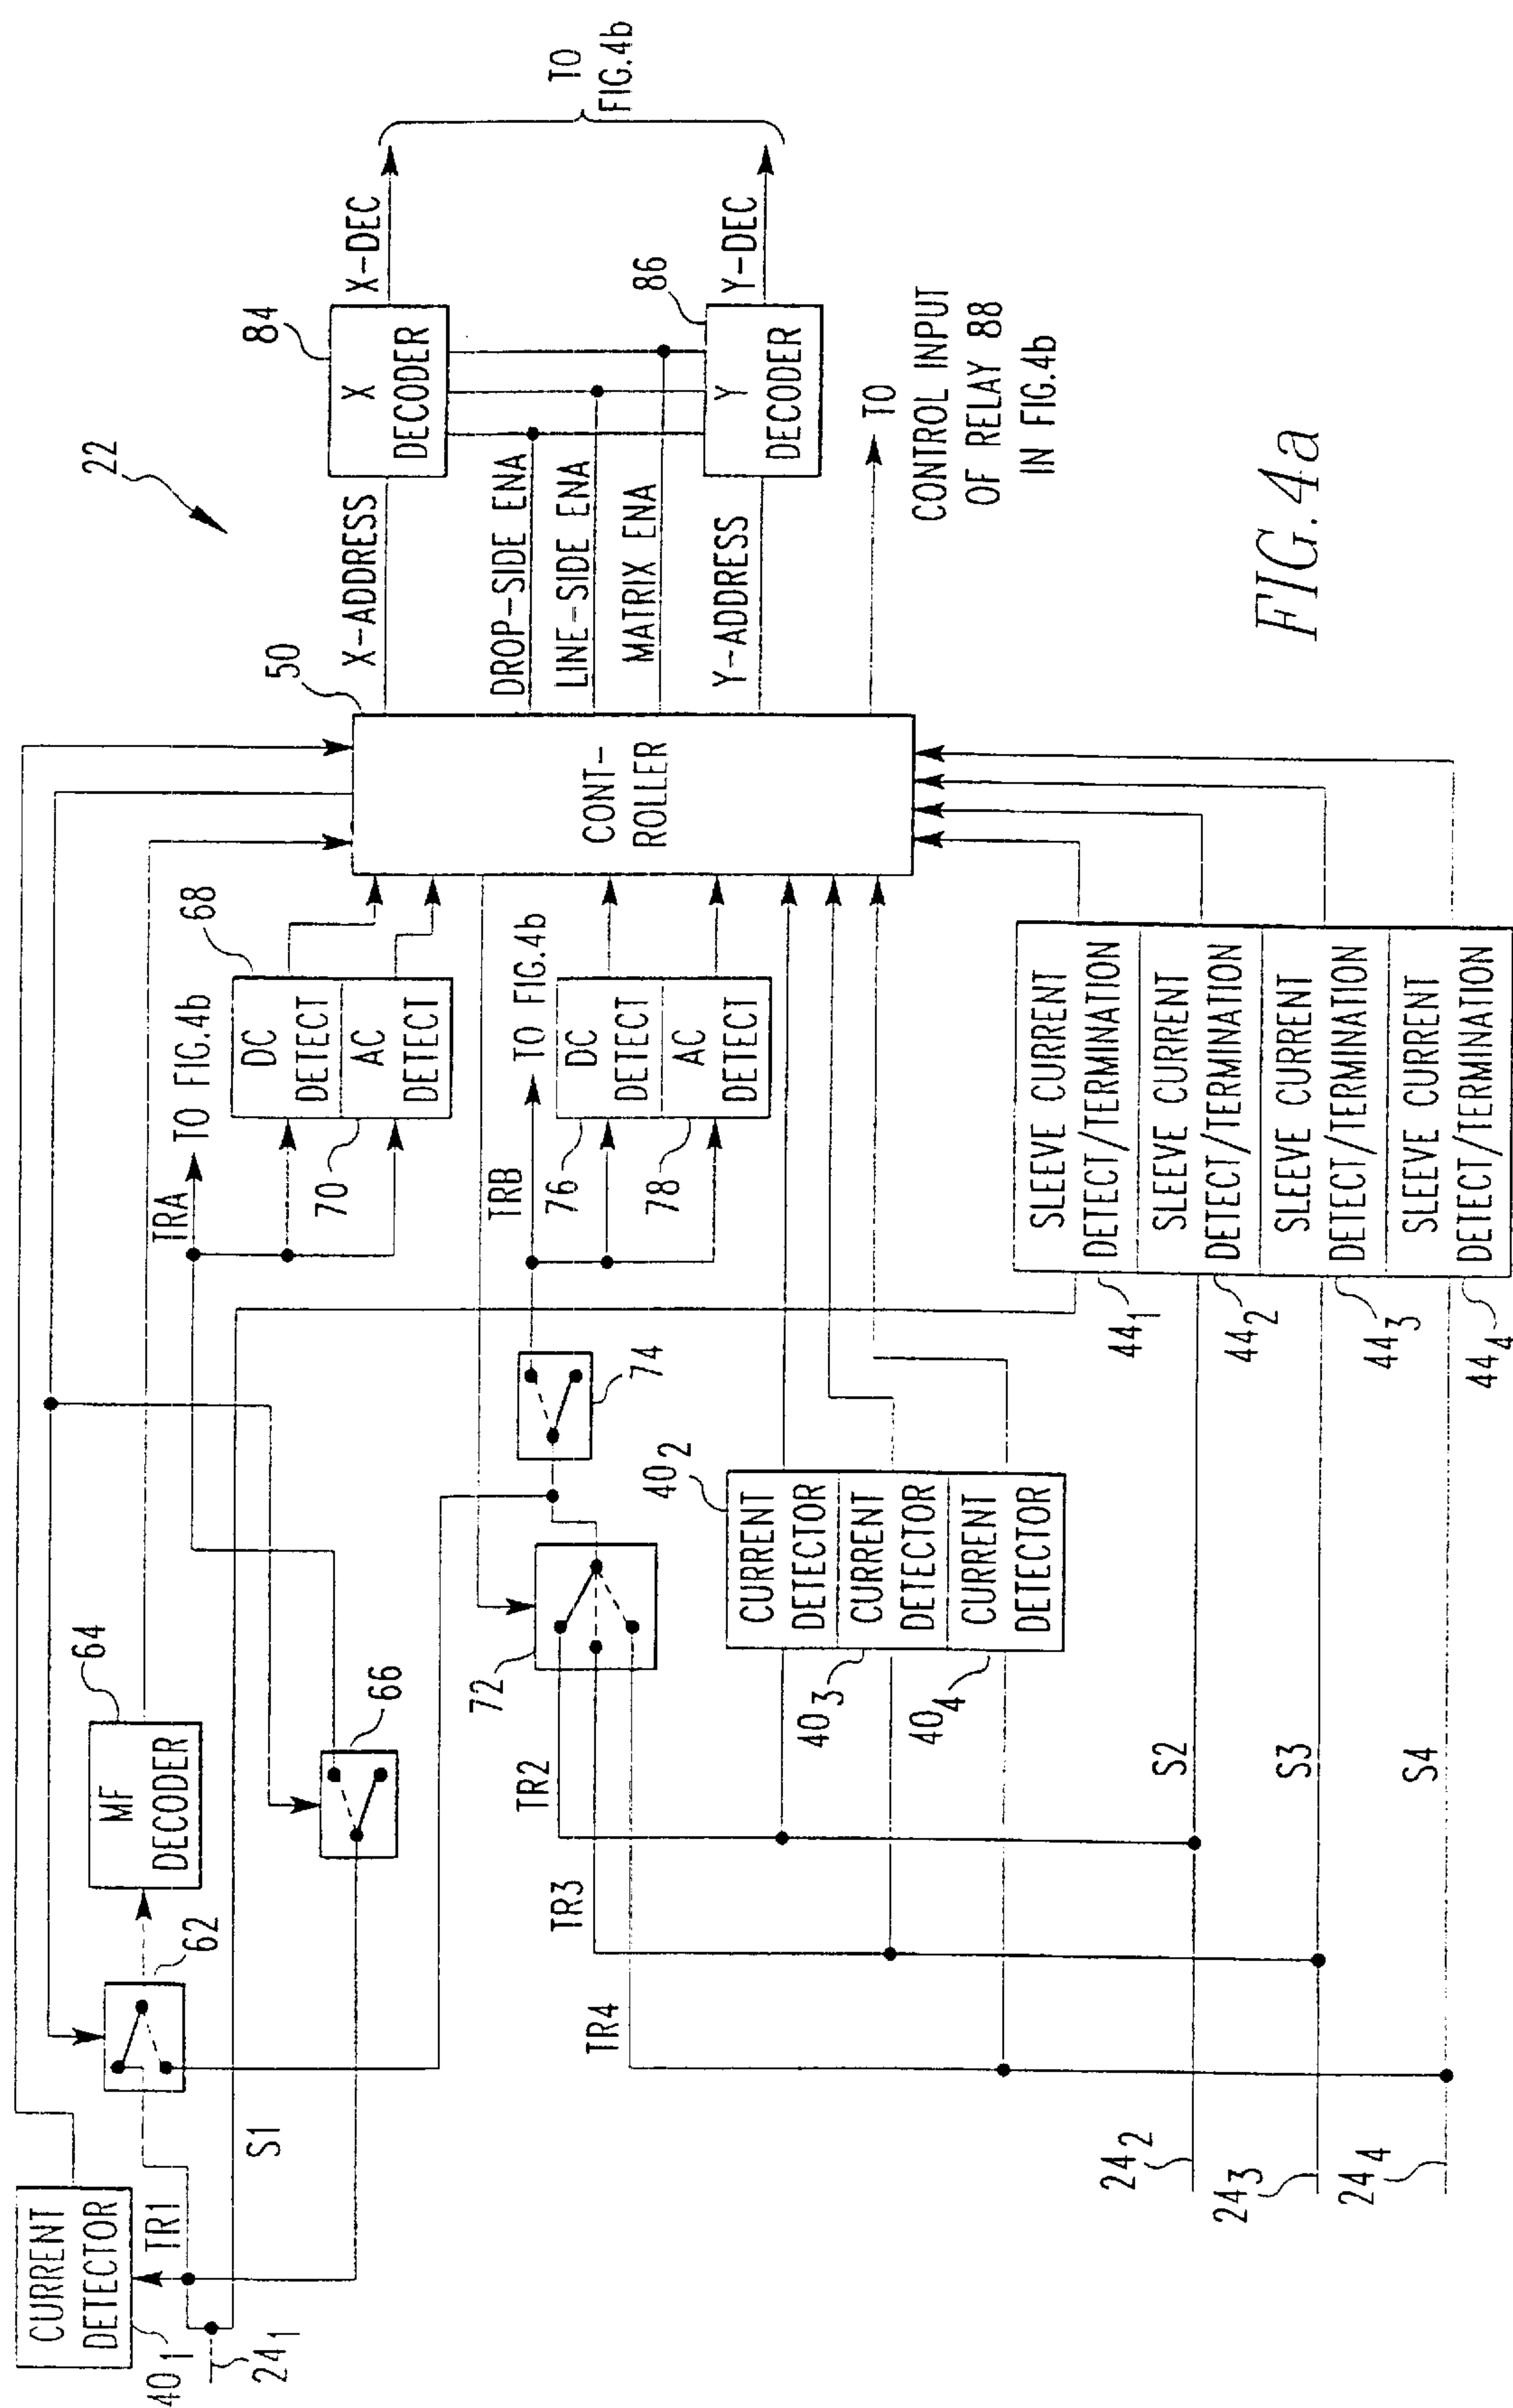 22
CURRENT
DETECTOR
40₁
TR1
24₁
S1
62
MF
DECODER
64
66
TRA
TO FIG.4b
DC
DETECT
68
AC
DETECT
70
72
74
TRB
TO FIG.4b
DC
DETECT
76
AC
DETECT
78
TR2
TR3
TR4
CURRENT
DETECTOR
40₂
CURRENT
DETECTOR
40₃
CURRENT
DETECTOR
40₄
24₂
S2
24₃
S3
24₄
S4
SLEEVE CURRENT
DETECT/TERMINATION
44₁
SLEEVE CURRENT
DETECT/TERMINATION
44₂
SLEEVE CURRENT
DETECT/TERMINATION
44₃
SLEEVE CURRENT
DETECT/TERMINATION
44₄
50
CONT-
ROLLER
X-ADDRESS
DROP-SIDE ENA
LINE-SIDE ENA
MATRIX ENA
Y-ADDRESS
84
X
DECODER
X-DEC
86
Y
DECODER
Y-DEC
TO
FIG.4b
TO
CONTROL INPUT
OF RELAY 88
IN FIG.4b
FIG.4a